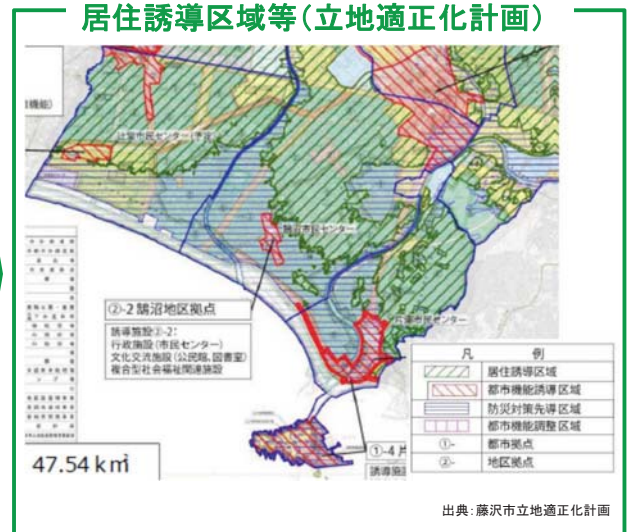 居住誘導区域等(立地適正化計画)
機能)
辻堂市民センター(予定)
鵠沼市民センター
片瀬市民センター
②-2 鵠沼地区拠点
誘導施設②-2:
行政施設(市民センター)
文化交流施設(公民館、図書室)
複合型社会福祉関連施設
凡 例
居住誘導区域
都市機能誘導区域
防災対策先導区域
都市機能調整区域
①- 都市拠点
②- 地区拠点
①-4 片
誘導施設
47.54 k㎡
出典:藤沢市立地適正化計画